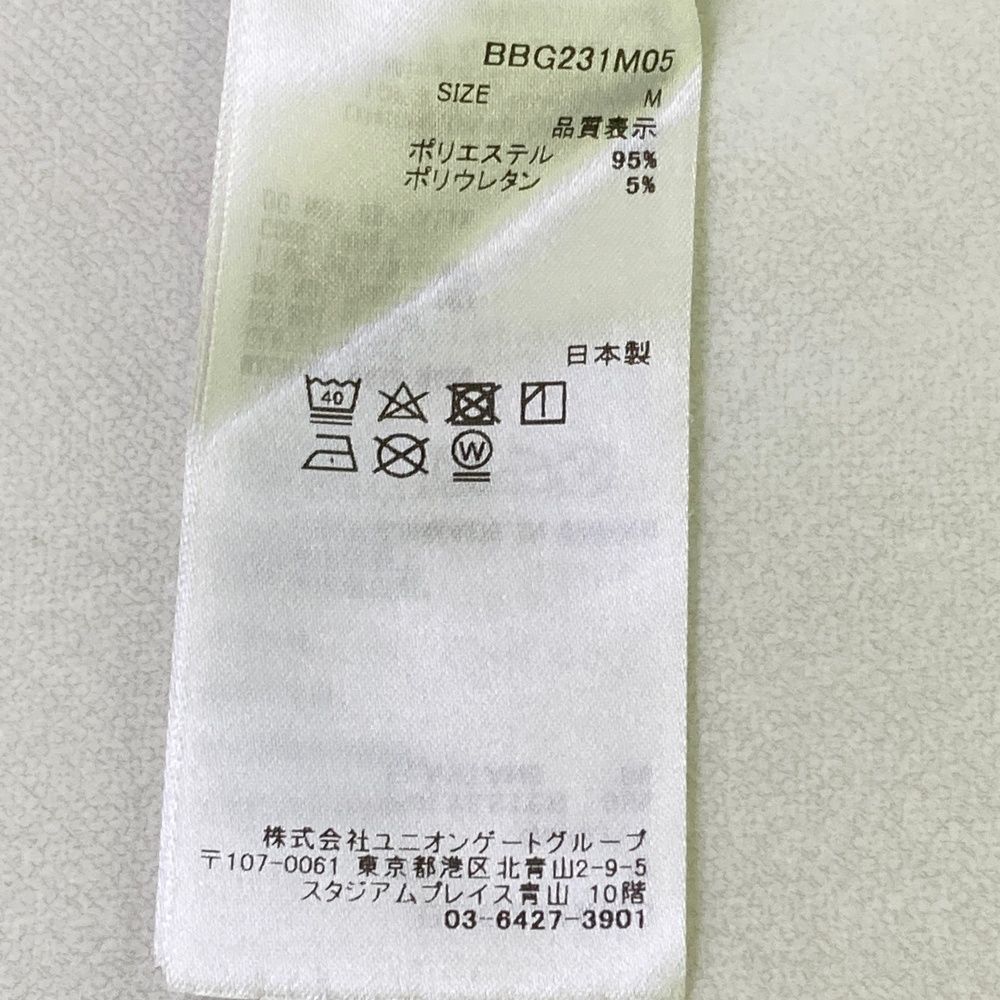 BBG231M05
SIZE M
品質表示
ポリエステル 95%
ポリウレタン 5%
日本製
40
W
株式会社ユニオンゲートグループ
〒107-0061 東京都港区北青山2-9-5
スタジアムプレイス青山 10階
03-6427-3901